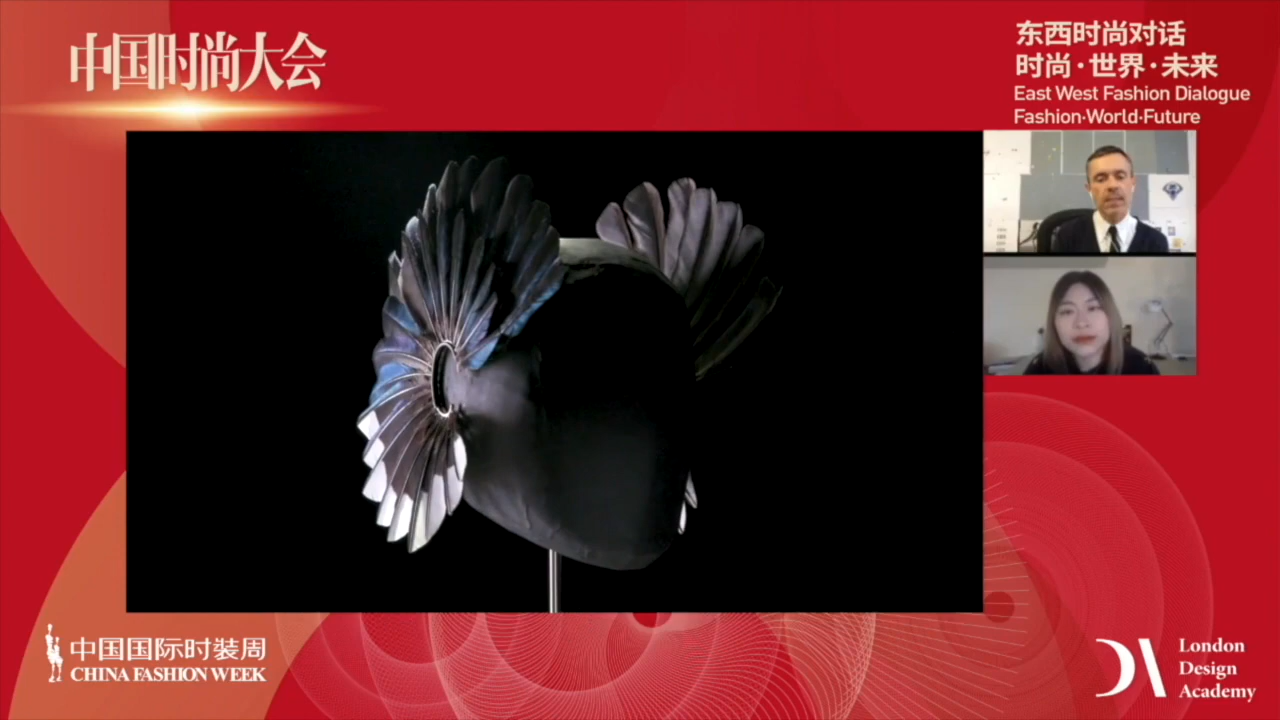 中国时尚大会
东西时尚对话
时尚·世界·未来
East West Fashion Dialogue
Fashion·World·Future
中国国际时装周
CHINA FASHION WEEK
London
Design
Academy